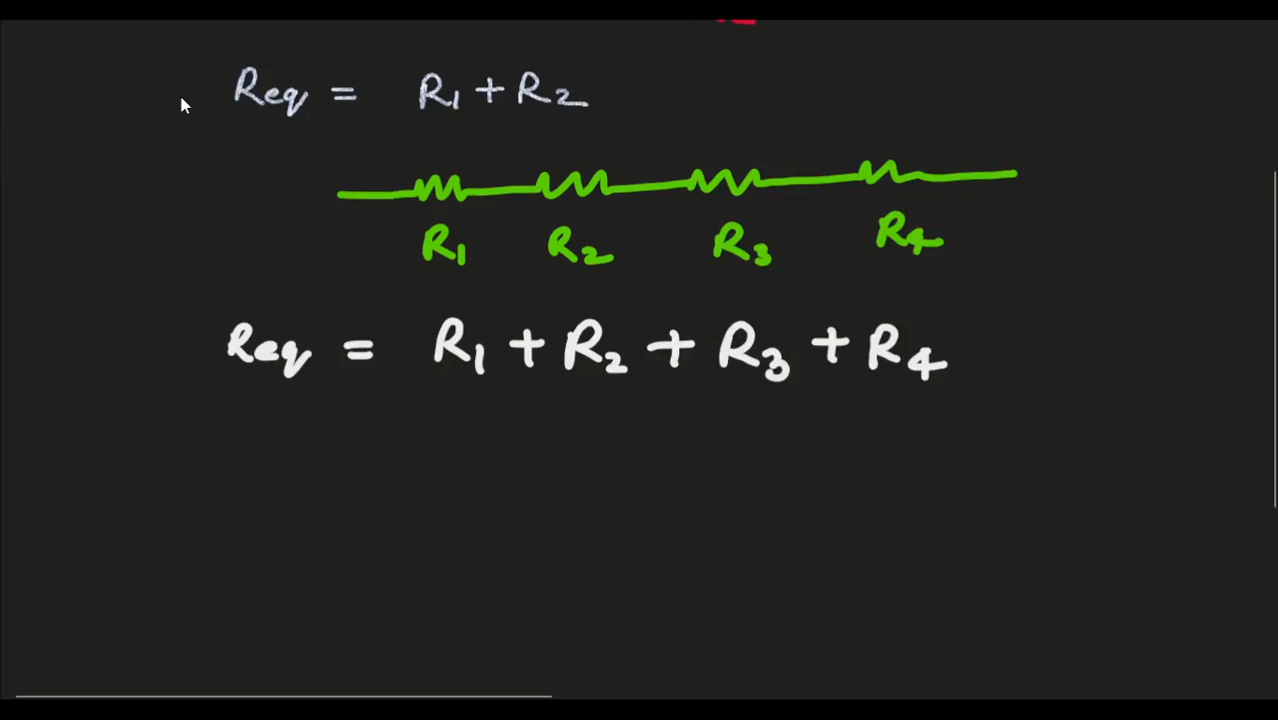 Req = R1 + R2
R1 R2 R3 R4
Req = R1 + R2 + R3 + R4